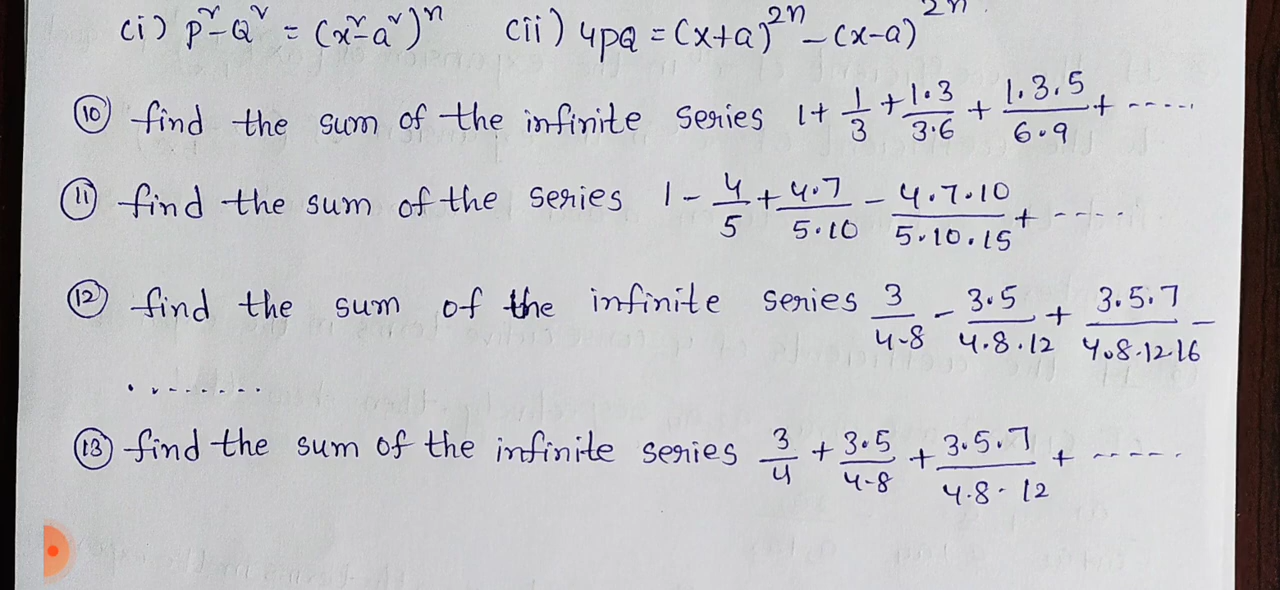 (i) P²-Q² = (x²-a²)ⁿ (ii) 4PQ = (x+a)²ⁿ - (x-a)²ⁿ
(10) find the sum of the infinite series 1 + 1/3 + 1.3/3.6 + 1.3.5/6.9 + -----
(11) find the sum of the series 1 - 4/5 + 4.7/5.10 - 4.7.10/5.10.15 + ----
(12) find the sum of the infinite series 3/4.8 - 3.5/4.8.12 + 3.5.7/4.8.12.16 -
........
(13) find the sum of the infinite series 3/4 + 3.5/4.8 + 3.5.7/4.8.12 + -----